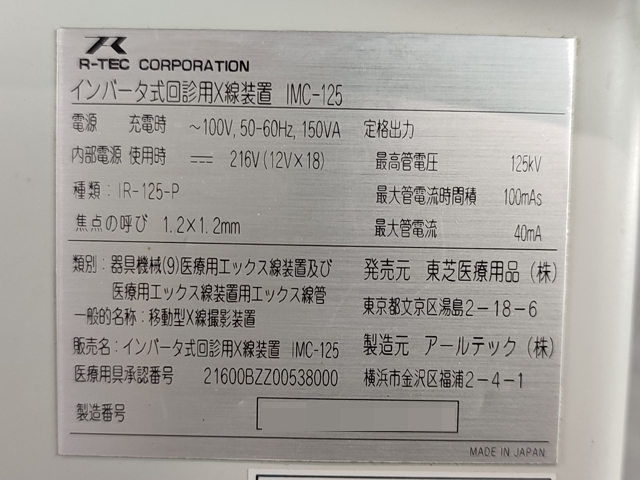 R-TEC CORPORATION
インバータ式回診用X線装置 IMC-125
電源 充電時 ～100V, 50-60Hz, 150VA
内部電源 使用時 ⎓ 216V(12V×18)
種類：IR-125-P
焦点の呼び 1.2×1.2mm
定格出力
最高管電圧 125kV
最大管電流時間積 100mAs
最大管電流 40mA
類別：器具機械(9)医療用エックス線装置及び
医療用エックス線装置用エックス線管
一般的名称：移動型X線撮影装置
販売名：インバータ式回診用X線装置 IMC-125
医療用具承認番号 21600BZZ00538000
製造番号
発売元 東芝医療用品（株）
東京都文京区湯島2-18-6
製造元 アールテック（株）
横浜市金沢区福浦2-4-1
MADE IN JAPAN